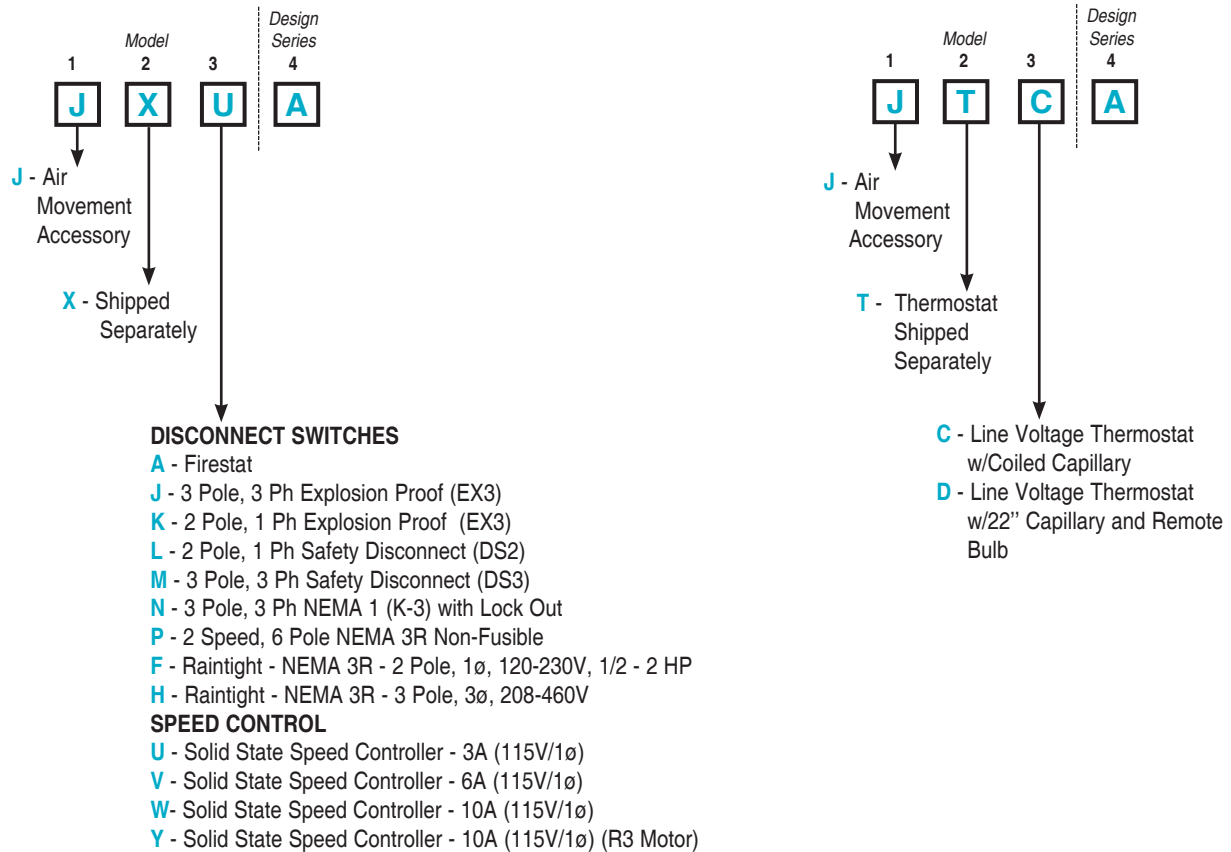 Design
Series
Model
1 2 3 4
J X U A
J - Air
Movement
Accessory
X - Shipped
Separately
DISCONNECT SWITCHES
A - Firestat
J - 3 Pole, 3 Ph Explosion Proof (EX3)
K - 2 Pole, 1 Ph Explosion Proof (EX3)
L - 2 Pole, 1 Ph Safety Disconnect (DS2)
M - 3 Pole, 3 Ph Safety Disconnect (DS3)
N - 3 Pole, 3 Ph NEMA 1 (K-3) with Lock Out
P - 2 Speed, 6 Pole NEMA 3R Non-Fusible
F - Raintight - NEMA 3R - 2 Pole, 1ø, 120-230V, 1/2 - 2 HP
H - Raintight - NEMA 3R - 3 Pole, 3ø, 208-460V
SPEED CONTROL
U - Solid State Speed Controller - 3A (115V/1ø)
V - Solid State Speed Controller - 6A (115V/1ø)
W- Solid State Speed Controller - 10A (115V/1ø)
Y - Solid State Speed Controller - 10A (115V/1ø) (R3 Motor)
Design
Series
Model
1 2 3 4
J T C A
J - Air
Movement
Accessory
T - Thermostat
Shipped
Separately
C - Line Voltage Thermostat
w/Coiled Capillary
D - Line Voltage Thermostat
w/22'' Capillary and Remote
Bulb